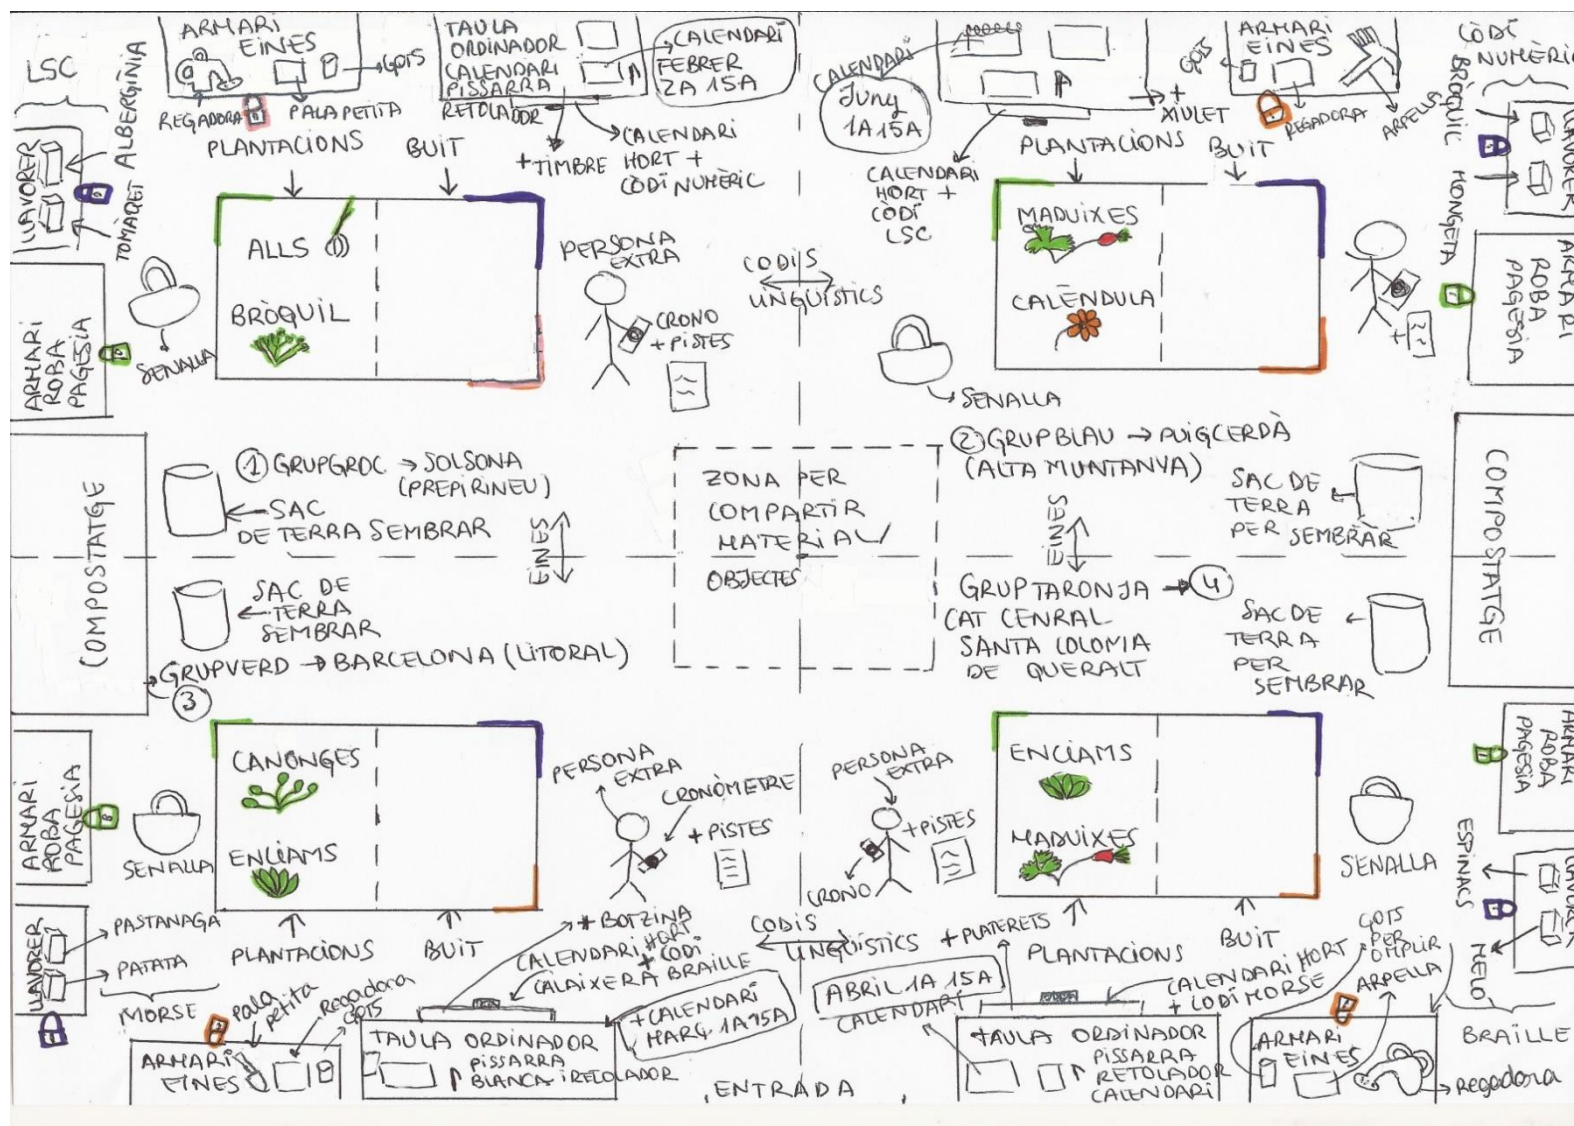 LSC
ALBERGÍNIA
TOMÀQET
LLAVORER
ARMARI
EINES
GOTS
REGADORA
PALA PETITA
PLANTACIONS
BUIT
TAULA
ORDINADOR
CALENDARI
PISSARRA
RETOLADOR
CALENDARI
FEBRER
2A 15A
+ TIMBRE
CALENDARI
HORT +
CÒDI NUMÈRIC
ALLS
BRÒQUIL
SENALLA
ARMARI
ROBA
PAGESIA
PERSONA
EXTRA
CRONO
+ PISTES
CODIS
LINGÜÍSTICS
CALENDARI
Juny
1A 15A
CALENDARI
HORT +
CÒDI
LSC
+
XIULET
ARMARI
EINES
GOTS
REGADORA
ARPELLS
PLANTACIONS
BUIT
CÒDI
NUMÈRIC
BRÒQUIL
MONGETA
LLAVORER
MADUIXES
CALÈNDULA
SENALLA
+
ARMARI
ROBA
PAGESIA
COMPOSTATGE
1 GRUP GROC → SOLSONA
(PREPIRINEU)
SAC
DE TERRA SEMBRAR
EINES
ZONA PER
COMPARTIR
MATERIAL/
OBJECTES
2 GRUP BLAU → PUIGCERDÀ
(ALTA MUNTANYA)
SAC DE
TERRA
PER SEMBRAR
EINES
COMPOSTATGE
SAC DE
TERRA
SEMBRAR
GRUP VERD → BARCELONA (LITORAL)
3
GRUP TARONJA → 4
CAT CENRAL
SANTA COLOMA
DE QUERALT
SAC DE
TERRA
PER
SEMBRAR
ARMARI
ROBA
PAGESIA
SENALLA
CANONGES
ENCIAMS
PERSONA
EXTRA
CRONÒMETRE
+ PISTES
PERSONA
EXTRA
+ PISTES
CRONO
ENCIAMS
MADUIXES
SENALLA
ARMARI
ROBA
PAGESIA
LLAVORER
PASTANAGA
PATATA
MORSE
PLANTACIONS
BUIT
+ BOTZINA
CALENDARI HORT
+ CODI
CALAIXERA BRAILLE
CODIS
LINGÜÍSTICS
+ PLATERETS
PLANTACIONS
BUIT
ESPINACS
MELO
BRAILLE
ARMARI
EINES
pala
petita
Regadora
GOTS
TAULA ORDINADOR
PISSARRA
BLANCA i RETOLADOR
+ CALENDARI
MARÇ 1A 15A
ENTRADA
ABRIL 1A 15A
CALENDARI
CALENDARI HORT
+ CODI MORSE
TAULA ORDINADOR
PISSARRA
RETOLADOR
CALENDARI
GOTS
PER
OMPLIR
ARPELLA
ARMARI
EINES
Regadora